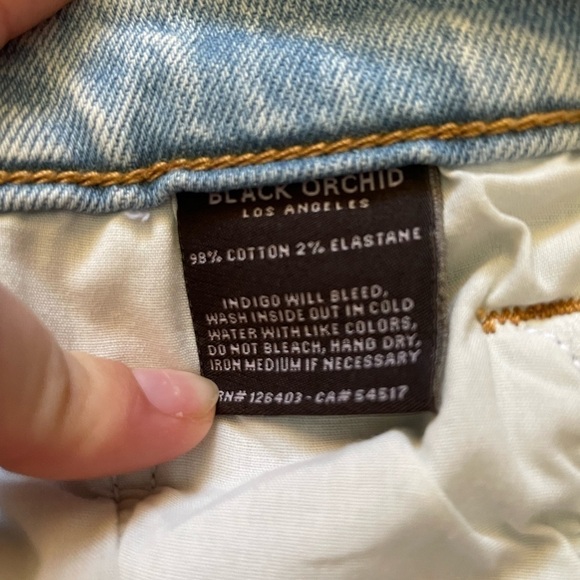 BLACK ORCHID
LOS ANGELES
98% COTTON 2% ELASTANE
INDIGO WILL BLEED,
WASH INSIDE OUT IN COLD
WATER WITH LIKE COLORS,
DO NOT BLEACH, HANG DRY,
IRON MEDIUM IF NECESSARY
RN# 126403 - CA# 54517